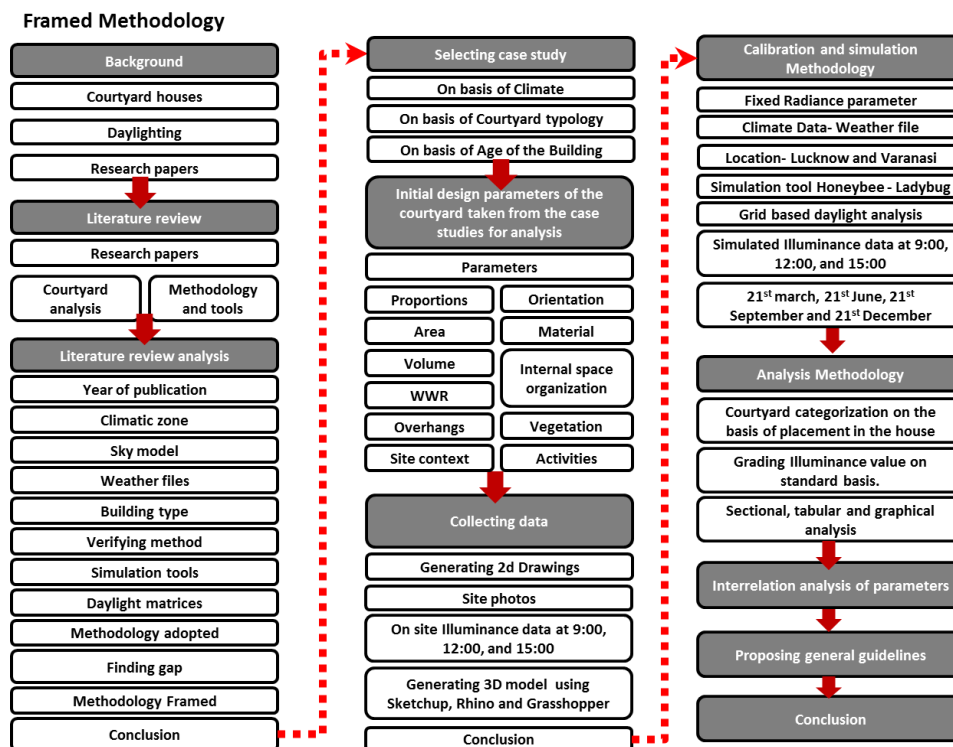 Framed Methodology
Background
Courtyard houses
Daylighting
Research papers
Literature review
Research papers
Courtyard
analysis
Methodology
and tools
Literature review analysis
Year of publication
Climatic zone
Sky model
Weather files
Building type
Verifying method
Simulation tools
Daylight matrices
Methodology adopted
Finding gap
Methodology Framed
Conclusion
Selecting case study
On basis of Climate
On basis of Courtyard typology
On basis of Age of the Building
Initial design parameters of the
courtyard taken from the case
studies for analysis
Parameters
Proportions
Orientation
Area
Material
Volume
Internal space
organization
WWR
Overhangs
Vegetation
Site context
Activities
Collecting data
Generating 2d Drawings
Site photos
On site Illuminance data at 9:00,
12:00, and 15:00
Generating 3D model using
Sketchup, Rhino and Grasshopper
Conclusion
Calibration and simulation
Methodology
Fixed Radiance parameter
Climate Data- Weather file
Location- Lucknow and Varanasi
Simulation tool Honeybee - Ladybug
Grid based daylight analysis
Simulated Illuminance data at 9:00,
12:00, and 15:00
21st march, 21st June, 21st
September and 21st December
Analysis Methodology
Courtyard categorization on the
basis of placement in the house
Grading Illuminance value on
standard basis.
Sectional, tabular and graphical
analysis
Interrelation analysis of parameters
Proposing general guidelines
Conclusion